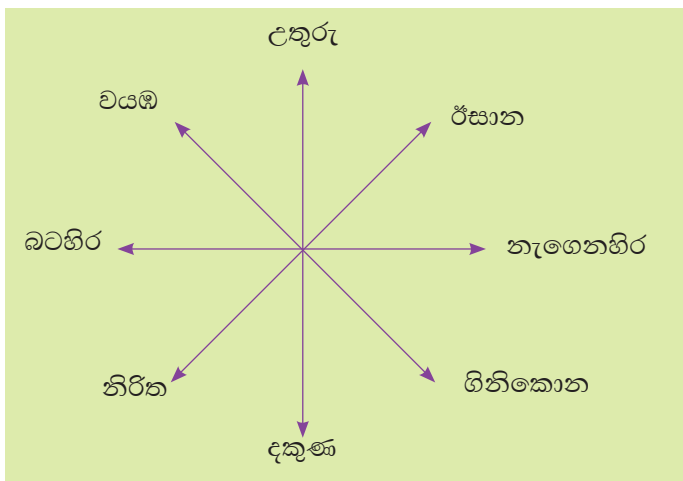 උතුරු
වයඹ
ඊසාන
බටහිර
නැගෙනහිර
නිරිත
ගිනිකොන
දකුණ